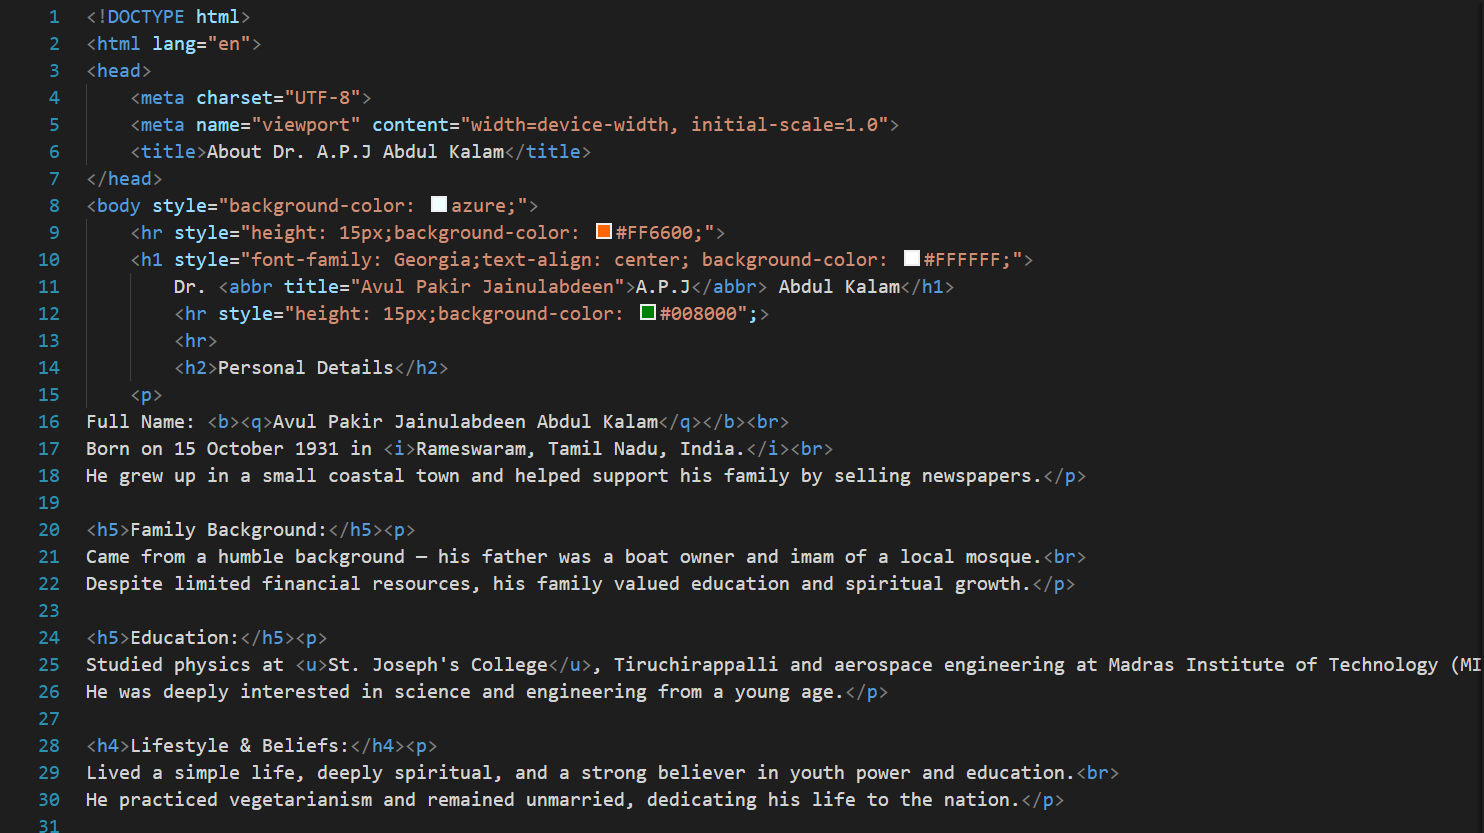 1 <!DOCTYPE html>
2 <html lang="en">
3 <head>
4     <meta charset="UTF-8">
5     <meta name="viewport" content="width=device-width, initial-scale=1.0">
6     <title>About Dr. A.P.J Abdul Kalam</title>
7 </head>
8 <body style="background-color: azure;">
9     <hr style="height: 15px;background-color: #FF6600;">
10     <h1 style="font-family: Georgia;text-align: center; background-color: #FFFFFF;">
11         Dr. <abbr title="Avul Pakir Jainulabdeen">A.P.J</abbr> Abdul Kalam</h1>
12         <hr style="height: 15px;background-color: #008000";>
13         <hr>
14         <h2>Personal Details</h2>
15     <p>
16 Full Name: <b><q>Avul Pakir Jainulabdeen Abdul Kalam</q></b><br>
17 Born on 15 October 1931 in <i>Rameswaram, Tamil Nadu, India.</i><br>
18 He grew up in a small coastal town and helped support his family by selling newspapers.</p>
19
20 <h5>Family Background:</h5><p>
21 Came from a humble background — his father was a boat owner and imam of a local mosque.<br>
22 Despite limited financial resources, his family valued education and spiritual growth.</p>
23
24 <h5>Education:</h5><p>
25 Studied physics at <u>St. Joseph's College</u>, Tiruchirappalli and aerospace engineering at Madras Institute of Technology (MI
26 He was deeply interested in science and engineering from a young age.</p>
27
28 <h4>Lifestyle & Beliefs:</h4><p>
29 Lived a simple life, deeply spiritual, and a strong believer in youth power and education.<br>
30 He practiced vegetarianism and remained unmarried, dedicating his life to the nation.</p>
31